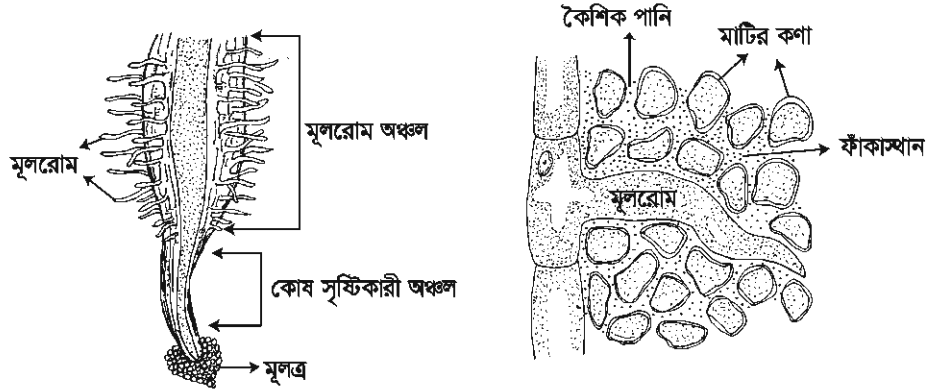 মূলরোম
মূলরোম অঞ্চল
কোষ সৃষ্টিকারী অঞ্চল
মূলত্র
কৈশিক পানি
মাটির কণা
ফাঁকাস্থান
মূলরোম